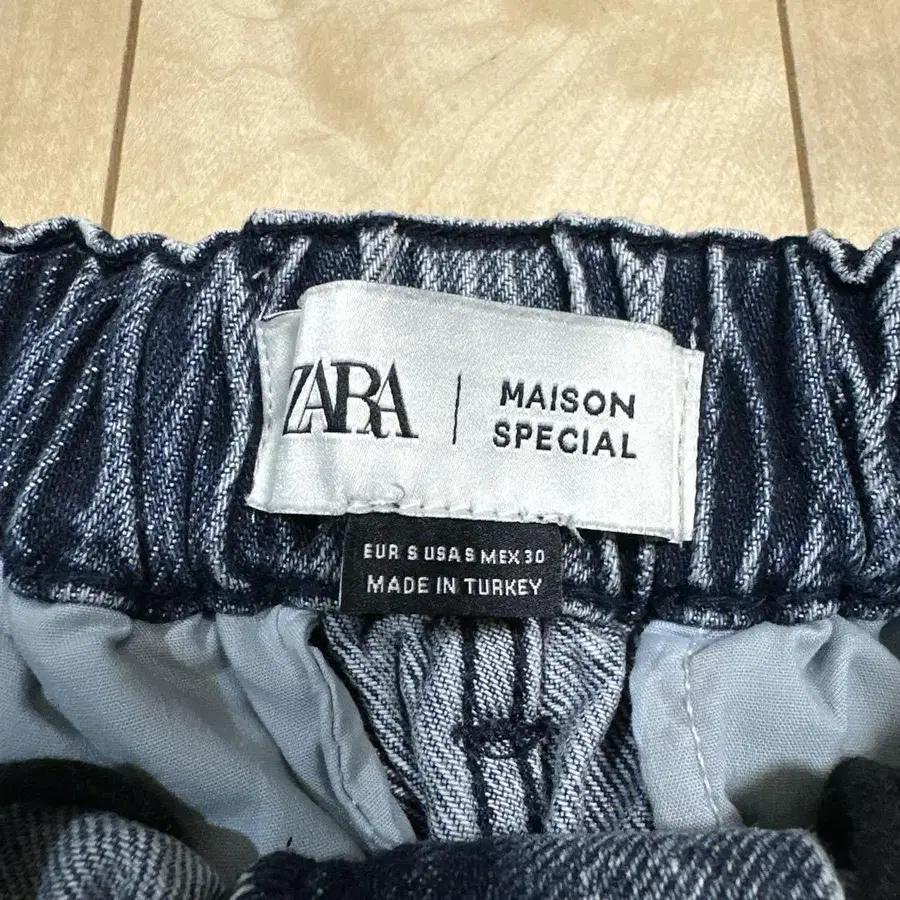 ZARA | MAISON SPECIAL
EUR S USA S MEX 30
MADE IN TURKEY